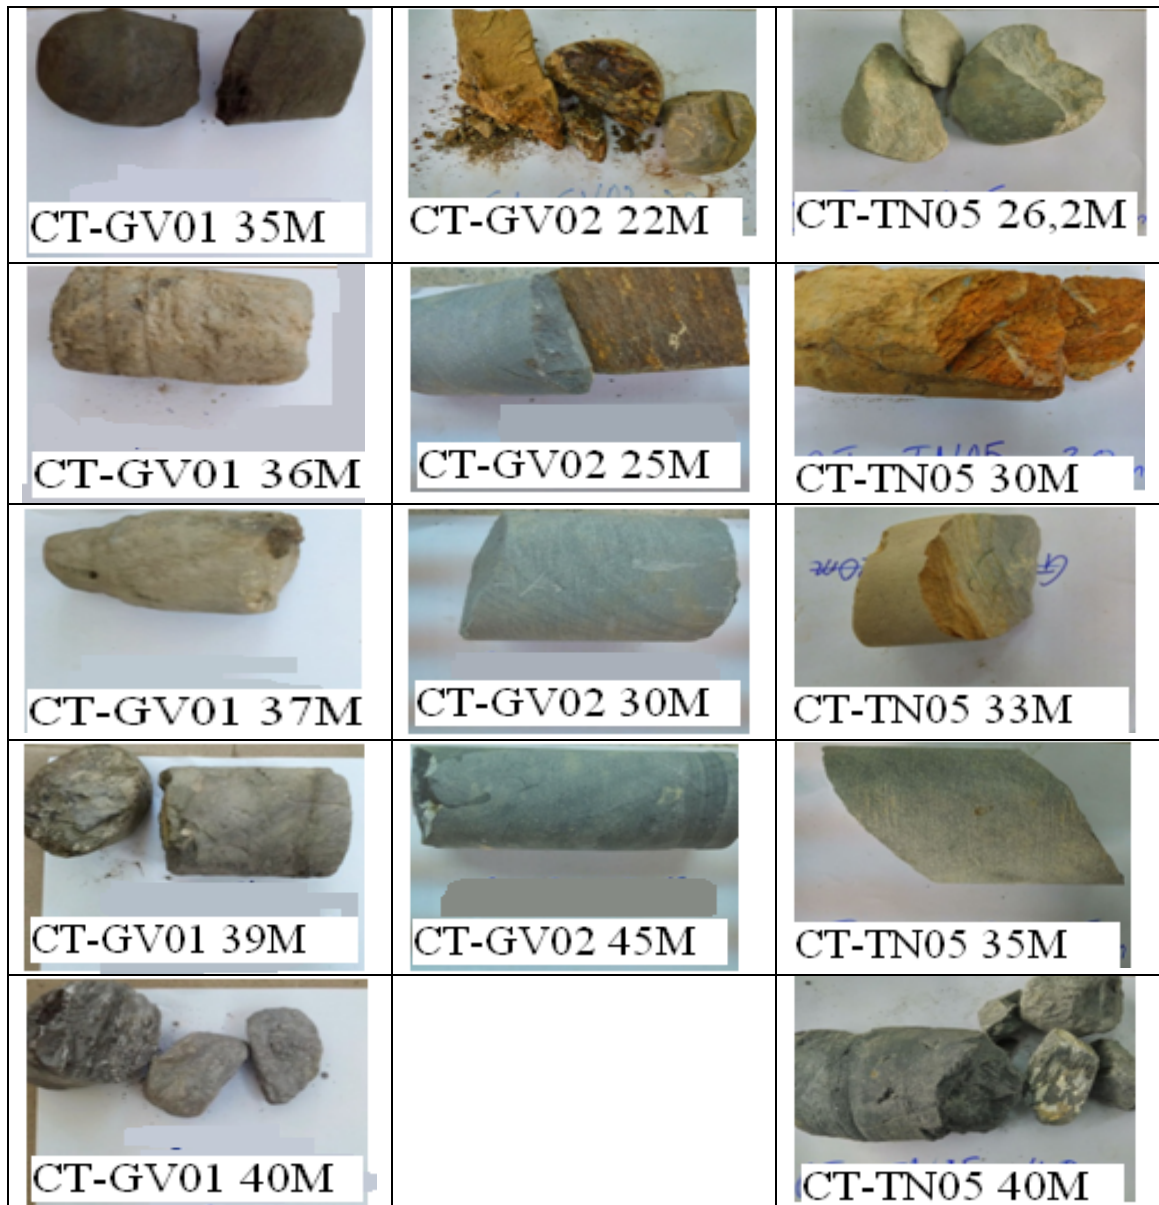 CT-GV01 35M
CT-GV02 22M
CT-TN05 26,2M
CT-GV01 36M
CT-GV02 25M
CT-TN05 30M
CT-GV01 37M
CT-GV02 30M
CT-TN05 33M
CT-GV01 39M
CT-GV02 45M
CT-TN05 35M
CT-GV01 40M
CT-TN05 40M